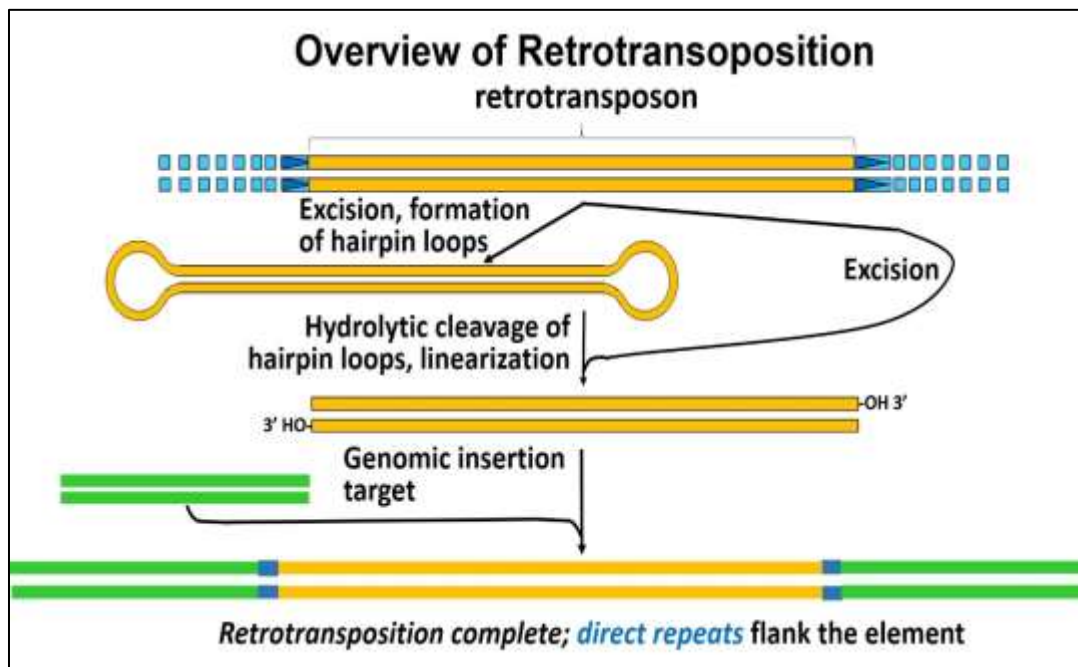 Overview of Retrotransoposition
retrotransposon
Excision, formation
of hairpin loops
Excision
Hydrolytic cleavage of
hairpin loops, linearization
-OH 3'
3' HO-
Genomic insertion
target
Retrotransposition complete; direct repeats flank the element